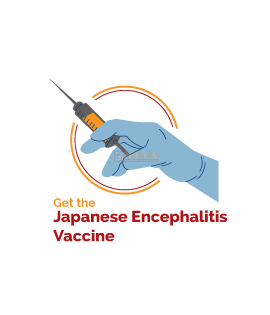 Get the
Japanese Encephalitis
Vaccine